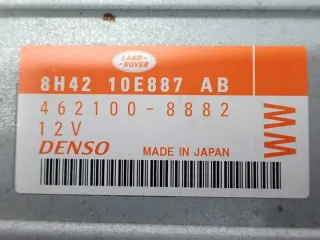 LAND-
ROVER
8H42 10E887 AB
462100-8882
12V
DENSO MADE IN JAPAN
WW